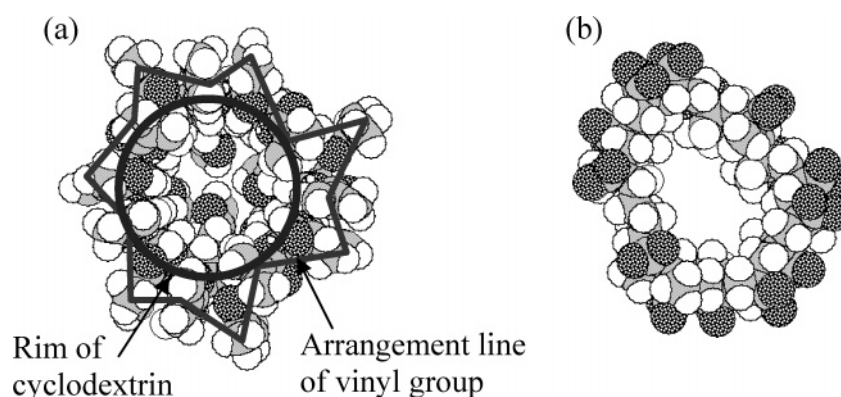 (a)
(b)
Rim of
cyclodextrin
Arrangement line
of vinyl group